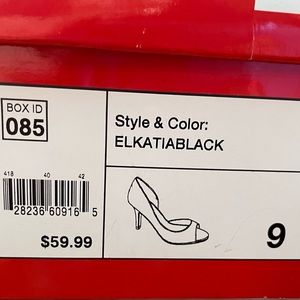 BOX ID
085
Style & Color:
ELKATIABLACK
418 40 42
28236 60916 5
$59.99
9